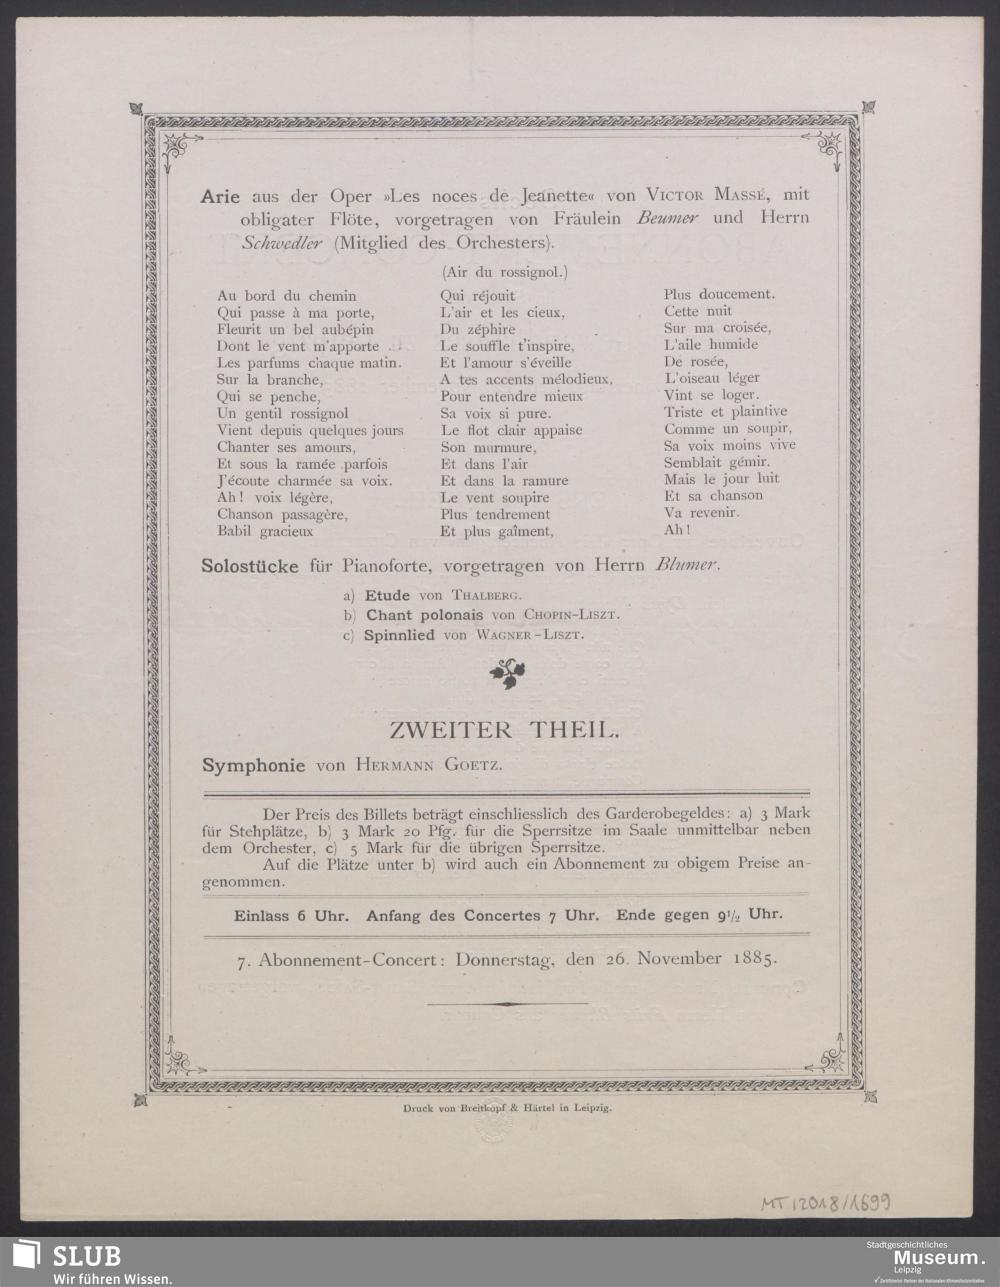 Arie aus der Oper »Les noces de Jeanette« von Victor Massé, mit
obligater Flöte, vorgetragen von Fräulein Beumer und Herrn
Schwedler (Mitglied des Orchesters).
(Air du rossignol.)
Au bord du chemin
Qui passe à ma porte,
Fleurit un bel aubépin
Dont le vent m'apporte
Les parfums chaque matin.
Sur la branche,
Qui se penche,
Un gentil rossignol
Vient depuis quelques jours
Chanter ses amours,
Et sous la ramée parfois
J'écoute charmée sa voix.
Ah! voix légère,
Chanson passagère,
Babil gracieux
Qui réjouit
L'air et les cieux,
Du zéphire
Le souffle t'inspire,
Et l'amour s'éveille
A tes accents mélodieux,
Pour entendre mieux
Sa voix si pure.
Le flot clair appaise
Son murmure,
Et dans l'air
Et dans la ramure
Le vent soupire
Plus tendrement
Et plus gaîment,
Plus doucement.
Cette nuit
Sur ma croisée,
L'aile humide
De rosée,
L'oiseau léger
Vint se loger.
Triste et plaintive
Comme un soupir,
Sa voix moins vive
Semblait gémir.
Mais le jour luit
Et sa chanson
Va revenir.
Ah!
Solostücke für Pianoforte, vorgetragen von Herrn Blumer.
a) Etude von Thalberg.
b) Chant polonais von Chopin-Liszt.
c) Spinnlied von Wagner-Liszt.
ZWEITER THEIL.
Symphonie von Hermann Goetz.
Der Preis des Billets beträgt einschliesslich des Garderobegeldes: a) 3 Mark
für Stehplätze, b) 3 Mark 20 Pfg. für die Sperrsitze im Saale unmittelbar neben
dem Orchester, c) 5 Mark für die übrigen Sperrsitze.
Auf die Plätze unter b) wird auch ein Abonnement zu obigem Preise an-
genommen.
Einlass 6 Uhr. Anfang des Concertes 7 Uhr. Ende gegen 9½ Uhr.
7. Abonnement-Concert: Donnerstag, den 26. November 1885.
Druck von Breitkopf & Härtel in Leipzig.
MT12018/1699
SLUB
Wir führen Wissen.
Stadtgeschichtliches
Museum.
Leipzig
Zertifizierter Partner der Nationalen Klimaschutzinitiative